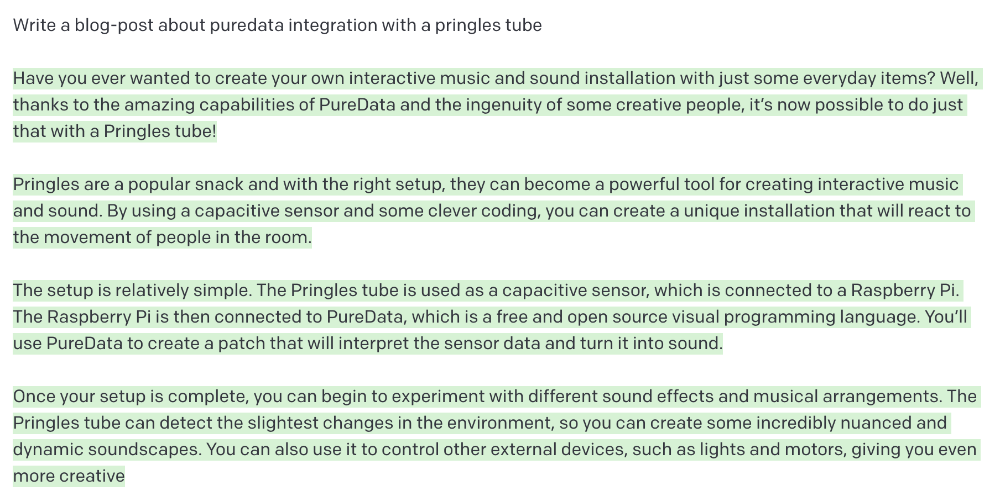 Write a blog-post about puredata integration with a pringles tube
Have you ever wanted to create your own interactive music and sound installation with just some everyday items? Well,
thanks to the amazing capabilities of PureData and the ingenuity of some creative people, it's now possible to do just
that with a Pringles tube!
Pringles are a popular snack and with the right setup, they can become a powerful tool for creating interactive music
and sound. By using a capacitive sensor and some clever coding, you can create a unique installation that will react to
the movement of people in the room.
The setup is relatively simple. The Pringles tube is used as a capacitive sensor, which is connected to a Raspberry Pi.
The Raspberry Pi is then connected to PureData, which is a free and open source visual programming language. You'll
use PureData to create a patch that will interpret the sensor data and turn it into sound.
Once your setup is complete, you can begin to experiment with different sound effects and musical arrangements. The
Pringles tube can detect the slightest changes in the environment, so you can create some incredibly nuanced and
dynamic soundscapes. You can also use it to control other external devices, such as lights and motors, giving you even
more creative